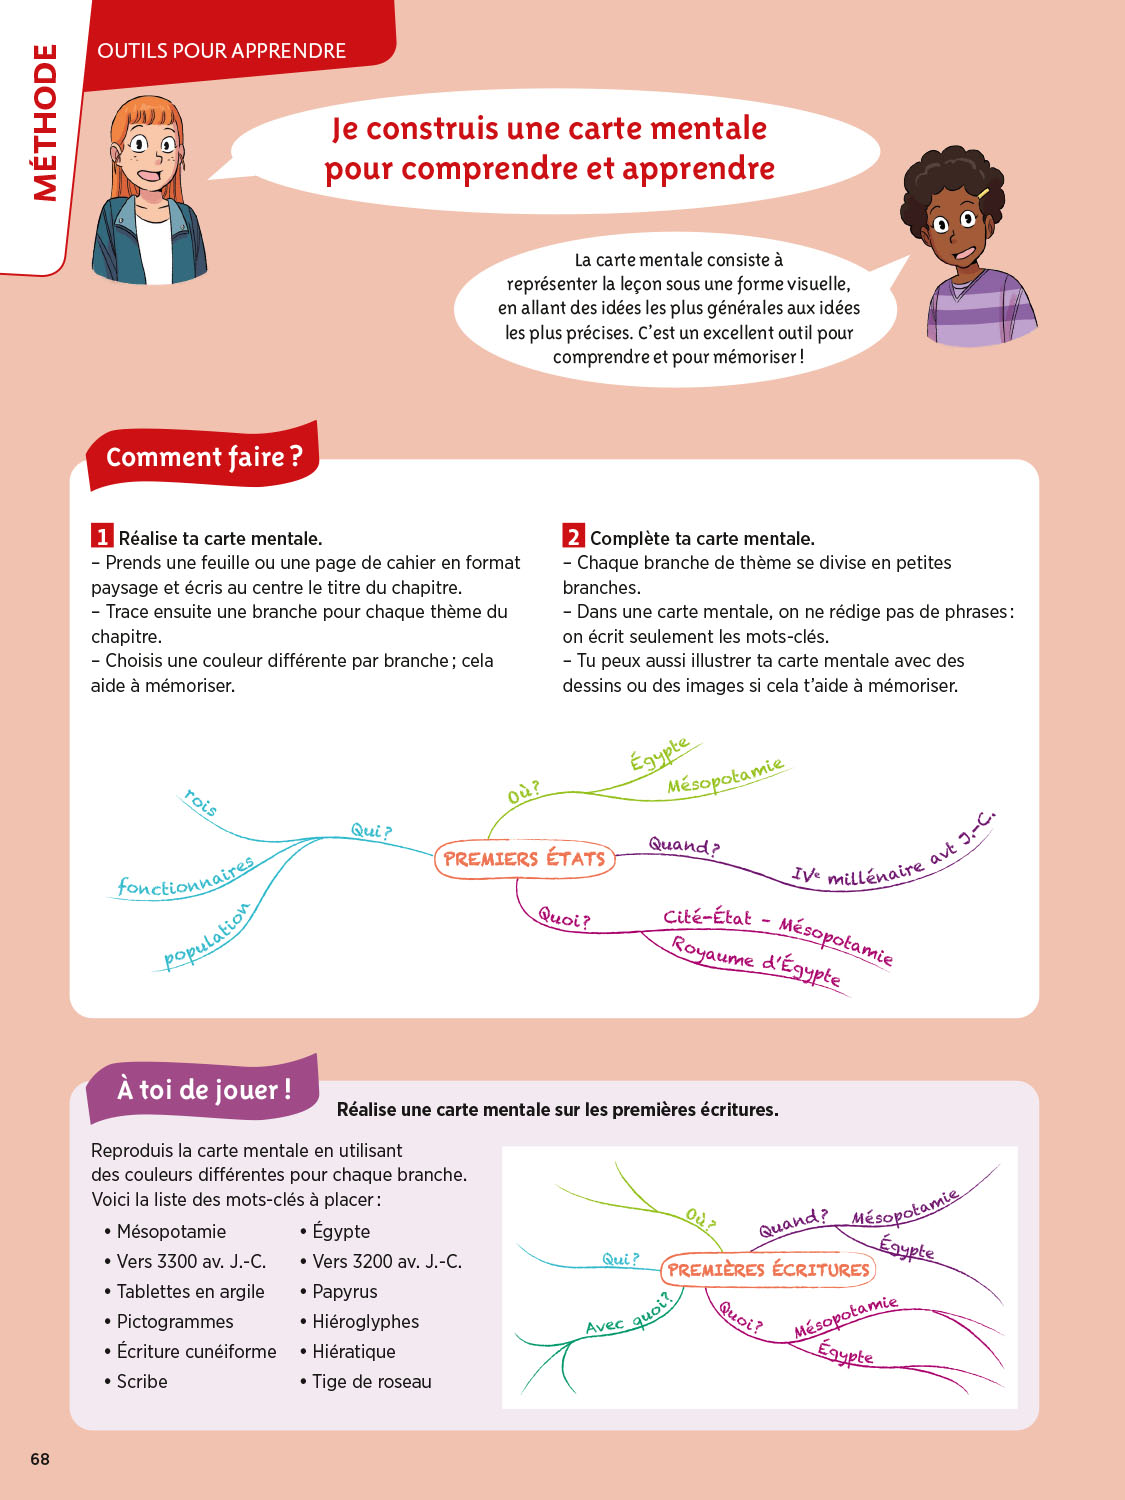 MÉTHODE
OUTILS POUR APPRENDRE
Je construis une carte mentale
pour comprendre et apprendre
La carte mentale consiste à
représenter la leçon sous une forme visuelle,
en allant des idées les plus générales aux idées
les plus précises. C’est un excellent outil pour
comprendre et pour mémoriser !
Comment faire ?
1 Réalise ta carte mentale.
– Prends une feuille ou une page de cahier en format
paysage et écris au centre le titre du chapitre.
– Trace ensuite une branche pour chaque thème du
chapitre.
– Choisis une couleur différente par branche ; cela
aide à mémoriser.
2 Complète ta carte mentale.
– Chaque branche de thème se divise en petites
branches.
– Dans une carte mentale, on ne rédige pas de phrases :
on écrit seulement les mots-clés.
– Tu peux aussi illustrer ta carte mentale avec des
dessins ou des images si cela t’aide à mémoriser.
PREMIERS ÉTATS
Qui ?
rois
fonctionnaires
population
Où ?
Égypte
Mésopotamie
Quand ?
IVe millénaire avt J.-C.
Quoi ?
Cité-État - Mésopotamie
Royaume d’Égypte
À toi de jouer !
Réalise une carte mentale sur les premières écritures.
Reproduis la carte mentale en utilisant
des couleurs différentes pour chaque branche.
Voici la liste des mots-clés à placer :
• Mésopotamie
• Vers 3300 av. J.-C.
• Tablettes en argile
• Pictogrammes
• Écriture cunéiforme
• Scribe
• Égypte
• Vers 3200 av. J.-C.
• Papyrus
• Hiéroglyphes
• Hiératique
• Tige de roseau
PREMIÈRES ÉCRITURES
Où ?
Qui ?
Avec quoi ?
Quand ?
Mésopotamie
Égypte
Quoi ?
Mésopotamie
Égypte
68